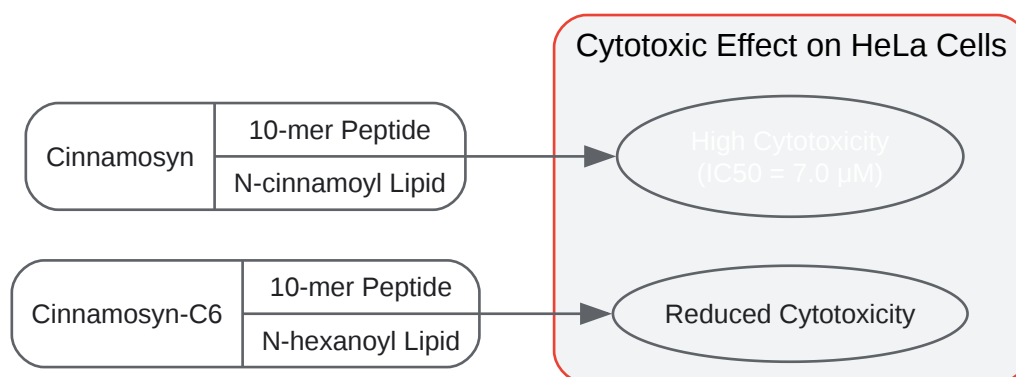 Cytotoxic Effect on HeLa Cells
Cinnamosyn
10-mer Peptide
N-cinnamoyl Lipid
High Cytotoxicity
(IC50 = 7.0 µM)
Cinnamosyn-C6
10-mer Peptide
N-hexanoyl Lipid
Reduced Cytotoxicity